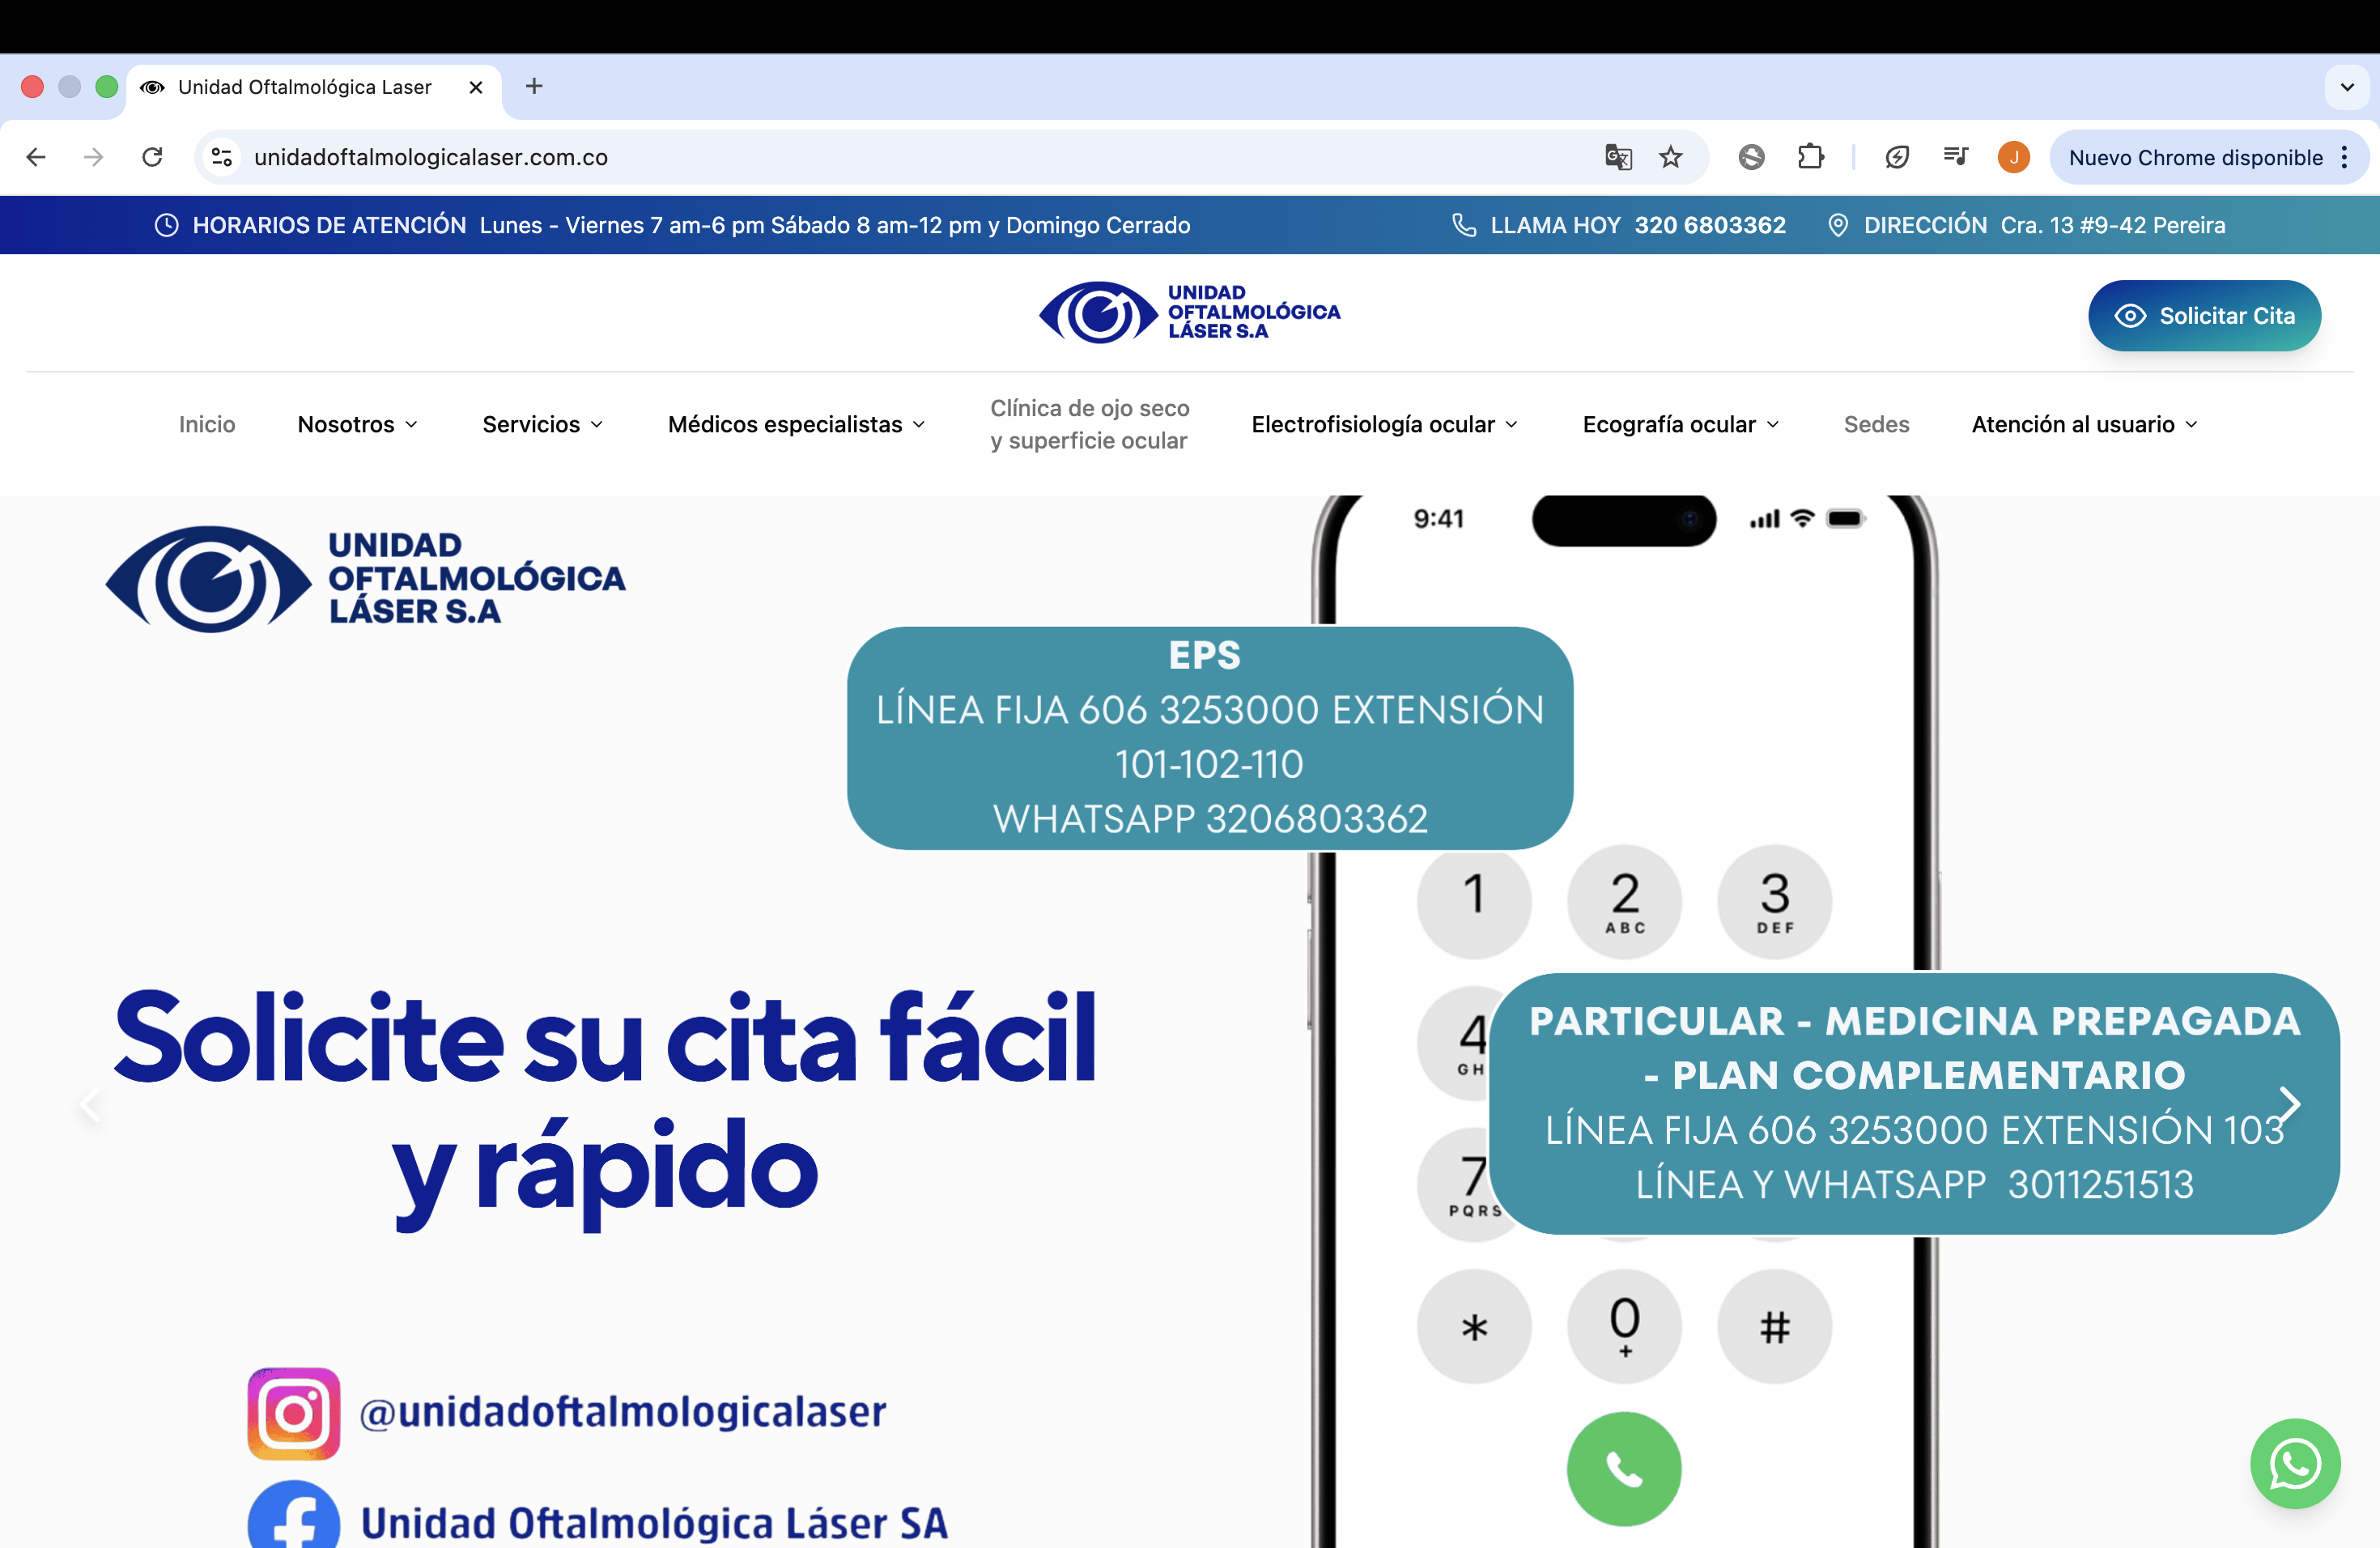 Unidad Oftalmológica Laser
unidadoftalmologicalaser.com.co
J
Nuevo Chrome disponible
HORARIOS DE ATENCIÓN Lunes - Viernes 7 am-6 pm Sábado 8 am-12 pm y Domingo Cerrado
LLAMA HOY 320 6803362
DIRECCIÓN Cra. 13 #9-42 Pereira
UNIDAD
OFTALMOLÓGICA
LÁSER S.A
Solicitar Cita
Inicio
Nosotros
Servicios
Médicos especialistas
Clínica de ojo seco
y superficie ocular
Electrofisiología ocular
Ecografía ocular
Sedes
Atención al usuario
UNIDAD
OFTALMOLÓGICA
LÁSER S.A
9:41
EPS
LÍNEA FIJA 606 3253000 EXTENSIÓN
101-102-110
WHATSAPP 3206803362
1
2
ABC
3
DEF
Solicite su cita fácil
y rápido
4
GH
PARTICULAR - MEDICINA PREPAGADA
- PLAN COMPLEMENTARIO
LÍNEA FIJA 606 3253000 EXTENSIÓN 103
LÍNEA Y WHATSAPP 3011251513
7
PQRS
*
0
+
#
@unidadoftalmologicalaser
Unidad Oftalmológica Láser SA